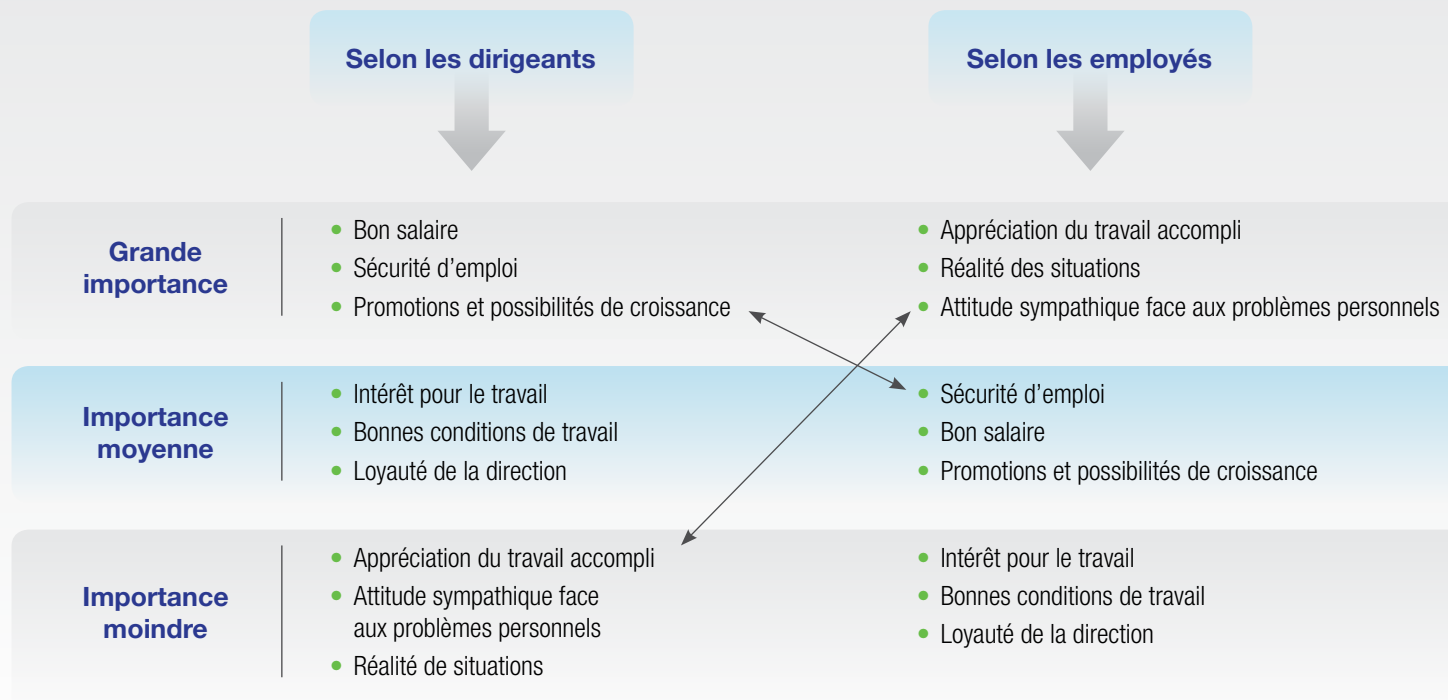 Selon les dirigeants
Selon les employés
Grande
importance
• Bon salaire
• Sécurité d'emploi
• Promotions et possibilités de croissance
• Appréciation du travail accompli
• Réalité des situations
• Attitude sympathique face aux problèmes personnels
Importance
moyenne
• Intérêt pour le travail
• Bonnes conditions de travail
• Loyauté de la direction
• Sécurité d'emploi
• Bon salaire
• Promotions et possibilités de croissance
Importance
moindre
• Appréciation du travail accompli
• Attitude sympathique face
aux problèmes personnels
• Réalité de situations
• Intérêt pour le travail
• Bonnes conditions de travail
• Loyauté de la direction